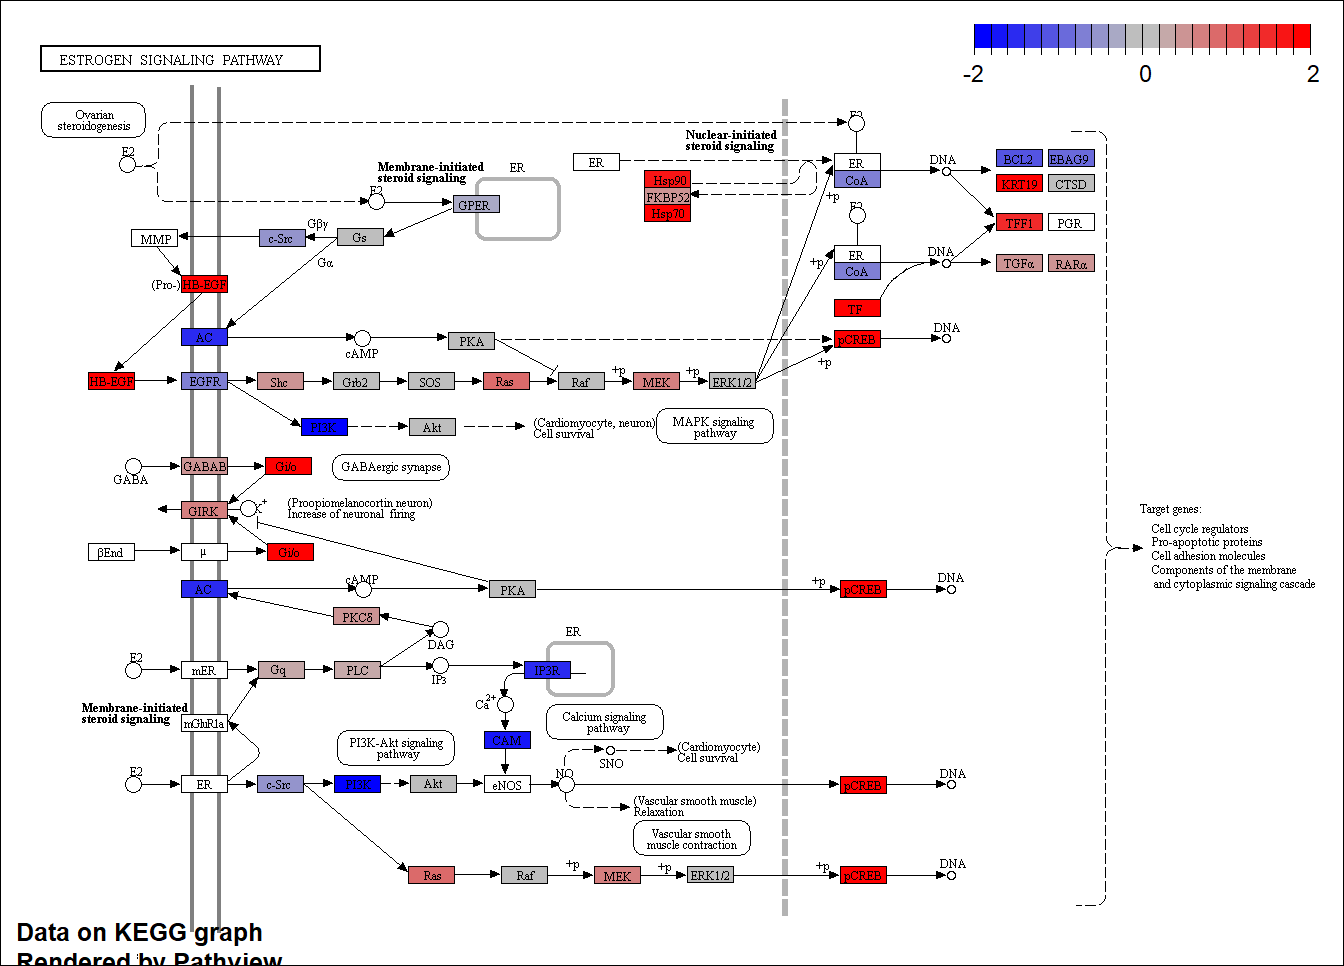 -2
0
2
ESTROGEN SIGNALING PATHWAY
Ovarian
steroidogenesis
E2
E2
Membrane-initiated
steroid signaling
ER
GPER
ER
Nuclear-initiated
steroid signaling
Hsp90
FKBP52
Hsp70
E2
ER
CoA
+p
DNA
BCL2
EBAG9
KRT19
CTSD
E2
TFF1
PGR
ER
CoA
+p
DNA
TGFα
RARα
MMP
c-Src
Gβγ
Gs
Gα
(Pro-)
HB-EGF
TF
AC
cAMP
PKA
pCREB
DNA
+p
HB-EGF
EGFR
Shc
Grb2
SOS
Ras
Raf
+p
MEK
+p
ERK1/2
PI3K
Akt
(Cardiomyocyte, neuron)
Cell survival
MAPK signaling
pathway
GABA
GABAB
Gi/o
GABAergic synapse
GIRK
K+
(Proopiomelanocortin neuron)
Increase of neuronal firing
βEnd
μ
Gi/o
Target genes:
Cell cycle regulators
Pro-apoptotic proteins
Cell adhesion molecules
Components of the membrane
and cytoplasmic signaling cascade
AC
cAMP
PKA
+p
pCREB
DNA
PKCδ
DAG
E2
mER
Gq
PLC
IP3
ER
IP3R
Ca2+
Membrane-initiated
steroid signaling
mGluR1a
PI3K-Akt signaling
pathway
CAM
Calcium signaling
pathway
SNO
(Cardiomyocyte)
Cell survival
E2
ER
c-Src
PI3K
Akt
eNOS
NO
pCREB
DNA
(Vascular smooth muscle)
Relaxation
Vascular smooth
muscle contraction
Ras
Raf
+p
MEK
+p
ERK1/2
+p
pCREB
DNA
Data on KEGG graph
Rendered by Pathview